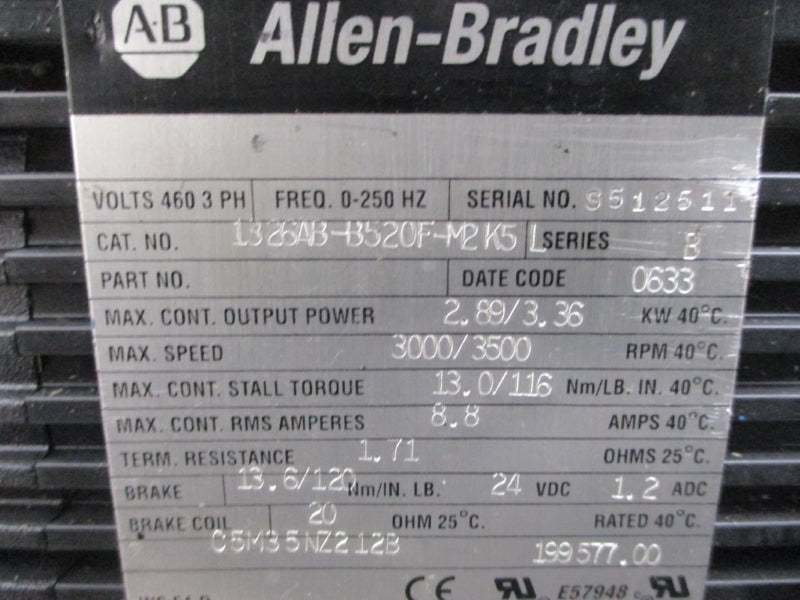 A-B Allen-Bradley
VOLTS 460 3 PH FREQ. 0-250 HZ SERIAL NO. S512511
CAT. NO. 1326AB-B520F-M2K5L SERIES B
PART NO. DATE CODE 0633
MAX. CONT. OUTPUT POWER 2.89/3.36 KW 40°C.
MAX. SPEED 3000/3500 RPM 40°C.
MAX. CONT. STALL TORQUE 13.0/116 Nm/LB. IN. 40°C.
MAX. CONT. RMS AMPERES 8.8 AMPS 40°C.
TERM. RESISTANCE 1.71 OHMS 25°C.
BRAKE 13.6/120 Nm/IN. LB. 24 VDC 1.2 ADC
BRAKE COIL 20 OHM 25°C. RATED 40°C.
C5M35NZ212B 199577.00
CE RU E57948 c RU